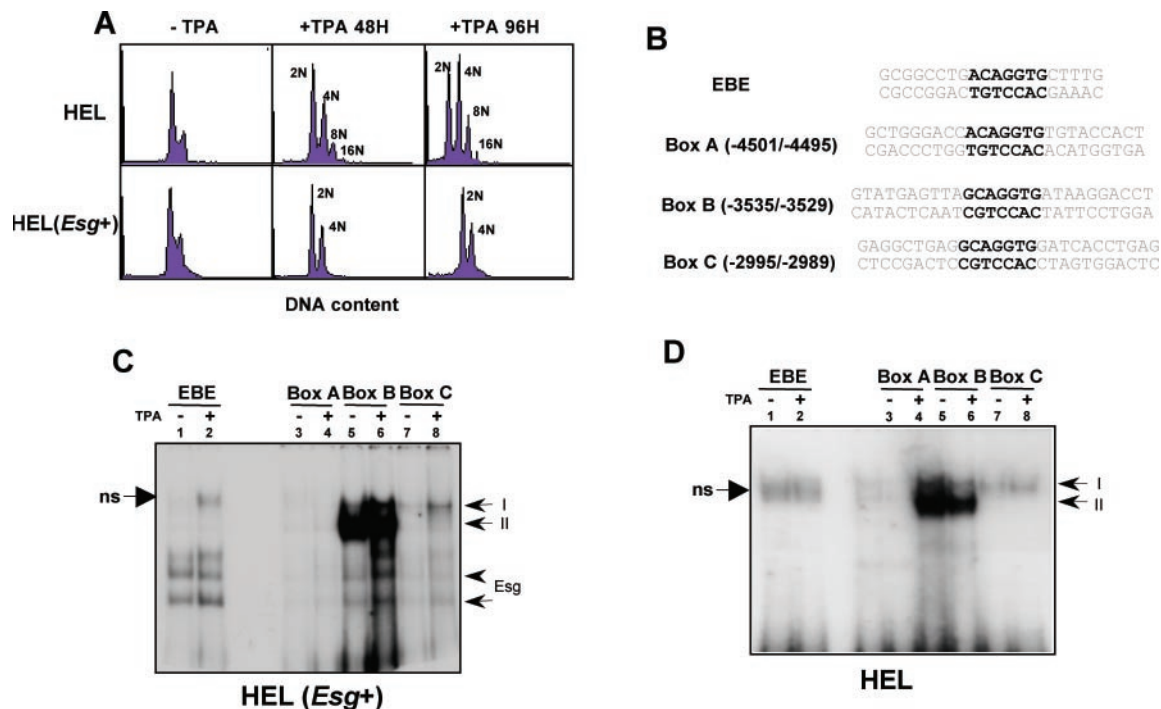 A
- TPA +TPA 48H +TPA 96H
HEL
2N 4N 8N 16N
2N 4N 8N 16N
HEL(Esg+)
2N 4N
2N 4N
DNA content
B
EBE
GCGGCCTGACAGGTGCTTTG
CGCCGGACTGTCCACGAAAC
Box A (-4501/-4495)
GCTGGGACCACAGGTGTGTACCACT
CGACCCTGGTGTCCACACATGGTGA
Box B (-3535/-3529)
GTATGAGTTAGCAGGTGATAAGGACCT
CATACTCAATCGTCCACTATTCCTGGA
Box C (-2995/-2989)
GAGGCTGAGGCAGGTGGATCACCTGAG
CTCCGACTCCGTCCACCTAGTGGACTC
C
EBE Box A Box B Box C
TPA - + - + - + - +
1 2 3 4 5 6 7 8
ns
I
II
Esg
HEL (Esg+)
D
EBE Box A Box B Box C
TPA - + - + - + - +
1 2 3 4 5 6 7 8
ns
I
II
HEL